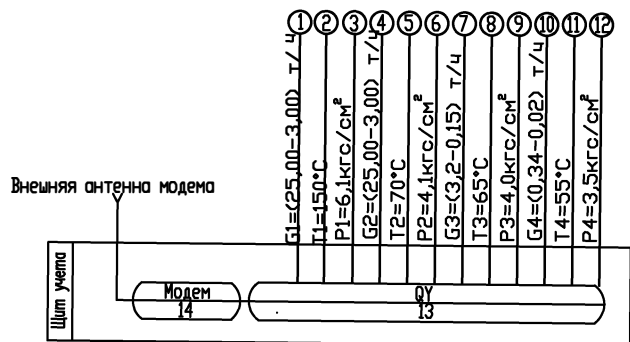 1 2 3 4 5 6 7 8 9 10 11 12
G1=(25,00-3,00) т/ч
T1=150°C
P1=6,1кгс/см²
G2=(25,00-3,00) т/ч
T2=70°C
P2=4,1кгс/см²
G3=(3,2-0,15) т/ч
T3=65°C
P3=4,0кгс/см²
G4=(0,34-0,02) т/ч
T4=55°C
P4=3,5кгс/см²
Внешняя антенна модема
Щит учета
Модем
14
QY
13